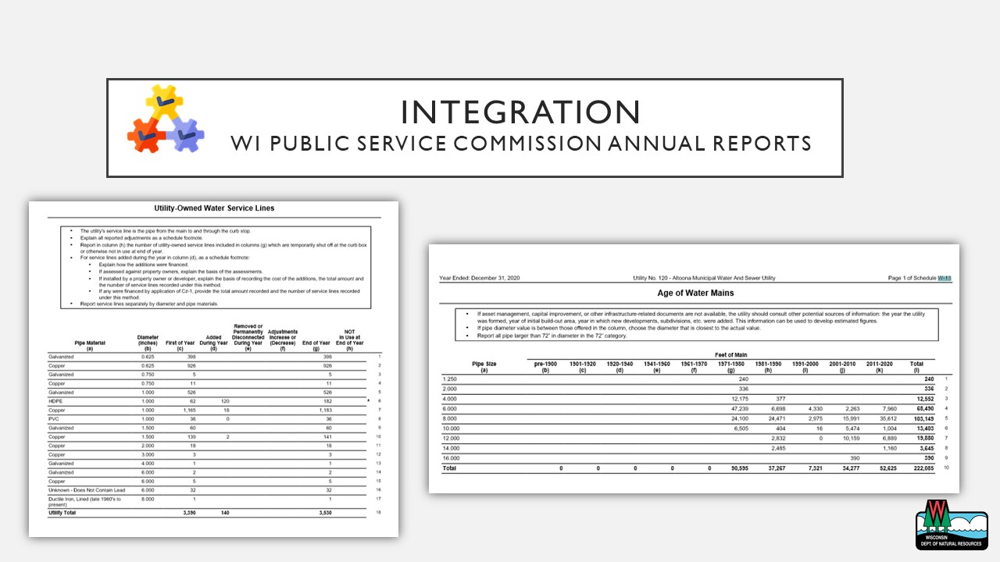 INTEGRATION
WI PUBLIC SERVICE COMMISSION ANNUAL REPORTS
Utility-Owned Water Service Lines
• The utility's service line is the pipe from the main to and through the curb stop.
• Explain all reported adjustments as a schedule footnote.
• Report in column (h) the number of utility-owned service lines included in columns (g) which are temporarily shut off at the curb box
or otherwise not in use at end of year.
• For service lines added during the year in column (d), as a schedule footnote:
• Explain how the additions were financed.
• If assessed against property owners, explain the basis of the assessments.
• If installed by a property owner or developer, explain the basis of recording the cost of the additions, the total amount and
the number of service lines recorded under this method.
• If any were financed by application of Cz-1, provide the total amount recorded and the number of service lines recorded
under this method.
• Report service lines separately by diameter and pipe materials.
Pipe Material (a) Diameter (inches) (b) First of Year (c) Added During Year (d) Removed or Permanently Disconnected During Year (e) Adjustments Increase or (Decrease) (f) End of Year (g) NOT in Use at End of Year (h)
Galvanized 0.625 398 398 1
Copper 0.625 926 926 2
Galvanized 0.750 5 5 3
Copper 0.750 11 11 4
Galvanized 1.000 526 526 5
HDPE 1.000 62 120 182 * 6
Copper 1.000 1,165 18 1,183 7
PVC 1.000 36 0 36 8
Galvanized 1.500 60 60 9
Copper 1.500 139 2 141 10
Copper 2.000 18 18 11
Copper 3.000 3 3 12
Galvanized 4.000 1 1 13
Galvanized 6.000 2 2 14
Copper 6.000 5 5 15
Unknown - Does Not Contain Lead 6.000 32 32 16
Ductile Iron, Lined (late 1960's to 8.000 1 1 17
present)
Utility Total 3,390 140 3,530 18
Year Ended: December 31, 2020 Utility No. 120 - Altoona Municipal Water And Sewer Utility Page 1 of Schedule W-13
Age of Water Mains
• If asset management, capital improvement, or other infrastructure-related documents are not available, the utility should consult other potential sources of information: the year the utility
was formed, year of initial build-out area, year in which new developments, subdivisions, etc. were added. This information can be used to develop estimated figures.
• If pipe diameter value is between those offered in the column, choose the diameter that is closest to the actual value.
• Report all pipe larger than 72" in diameter in the 72" category.
Feet of Main
Pipe Size pre-1900 1901-1920 1920-1940 1941-1960 1961-1970 1971-1980 1981-1990 1991-2000 2001-2010 2011-2020 Total
(a) (b) (c) (d) (e) (f) (g) (h) (i) (j) (k) (l)
1.250 240 240 1
2.000 336 336 2
4.000 12,175 377 12,552 3
6.000 47,239 6,698 4,330 2,263 7,960 68,490 4
8.000 24,100 24,471 2,975 15,991 35,612 103,149 5
10.000 6,505 404 16 5,474 1,004 13,403 6
12.000 2,832 0 10,159 6,889 19,880 7
14.000 2,485 1,160 3,645 8
16.000 390 390 9
Total 0 0 0 0 0 90,595 37,267 7,321 34,277 52,625 222,085 10
WISCONSIN
DEPT. OF NATURAL RESOURCES